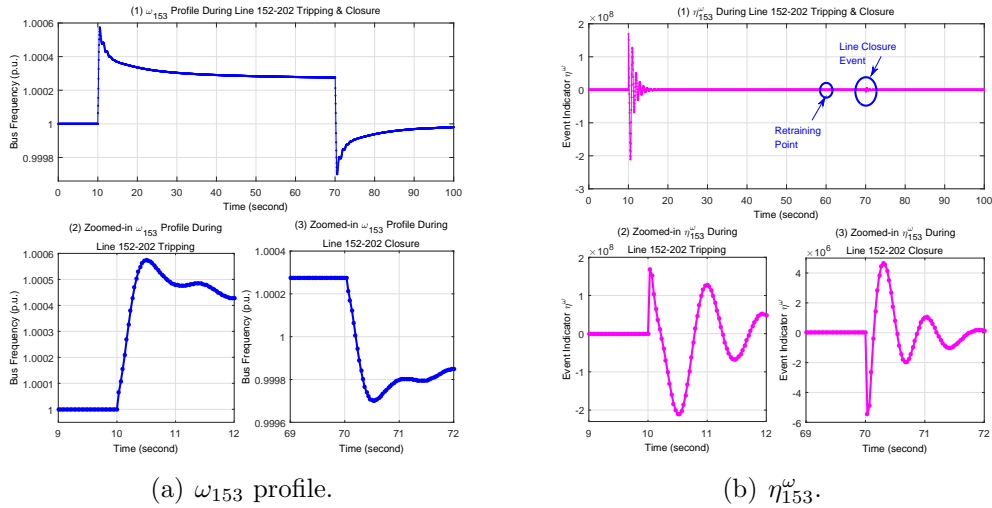 (1) ω153 Profile During Line 152-202 Tripping & Closure
Bus Frequency (p.u.)
1.0006
1.0004
1.0002
1
0.9998
0 10 20 30 40 50 60 70 80 90 100
Time (second)
(2) Zoomed-in ω153 Profile During
Line 152-202 Tripping
Bus Frequency (p.u.)
1.0006
1.0005
1.0004
1.0003
1.0002
1.0001
1
9 10 11 12
Time (second)
(3) Zoomed-in ω153 Profile During
Line 152-202 Closure
Bus Frequency (p.u.)
1.0004
1.0002
1
0.9998
0.9996
69 70 71 72
Time (second)
(a) ω153 profile.
(1) η^ω_153 During Line 152-202 Tripping & Closure
×10^8
Event Indicator η^ω
2
1
0
-1
-2
-3
Line Closure
Event
Retraining
Point
0 10 20 30 40 50 60 70 80 90 100
Time (second)
(2) Zoomed-in η^ω_153 During
Line 152-202 Tripping
×10^8
Event Indicator η^ω
2
1
0
-1
-2
9 10 11 12
Time (second)
(3) Zoomed-in η^ω_153 During
Line 152-202 Closure
×10^6
Event Indicator η^ω
4
2
0
-2
-4
-6
69 70 71 72
Time (second)
(b) η^ω_153.